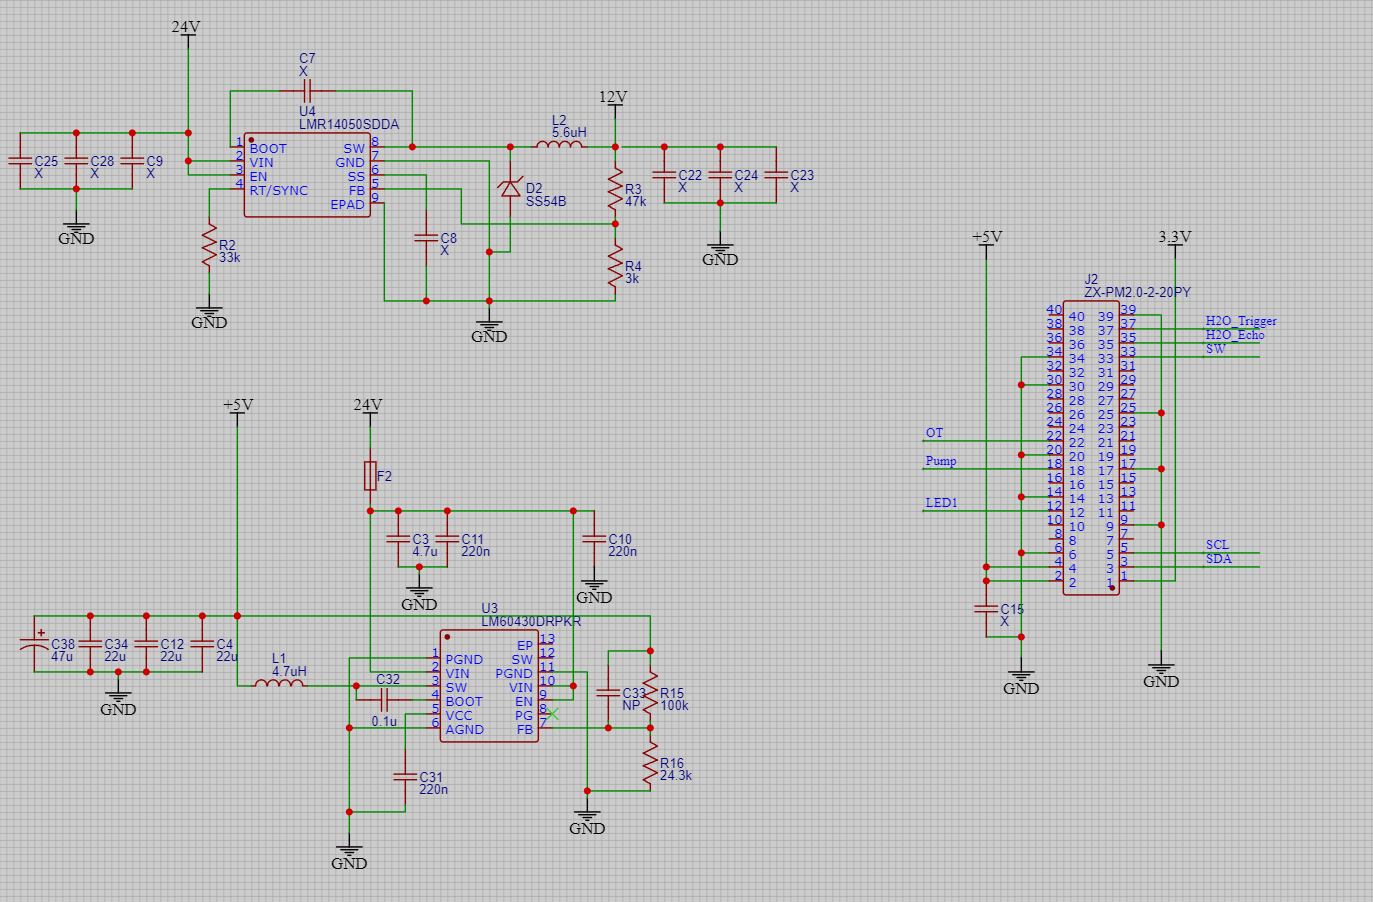 24V
C7
X
U4
LMR14050SDDA
1 BOOT
2 VIN
3 EN
4 RT/SYNC
SW 8
GND 7
SS 6
FB 5
EPAD 9
C25
X
C28
X
C9
X
GND
R2
33k
GND
C8
X
D2
SS54B
L2
5.6uH
12V
R3
47k
R4
3k
C22
X
C24
X
C23
X
GND
GND
+5V
24V
F2
C3
4.7u
C11
220n
C10
220n
GND
GND
C38
47u
C34
22u
C12
22u
C4
22u
GND
L1
4.7uH
C32
0.1u
U3
LM60430DRPKR
1 PGND
2 VIN
3 SW
4 BOOT
5 VCC
6 AGND
EP 13
SW 12
PGND 11
VIN 10
EN 9
PG 8
FB 7
C31
220n
GND
C33
NP
R15
100k
R16
24.3k
GND
+5V
3.3V
J2
ZX-PM2.0-2-20PY
40 40 39 39
38 38 37 37 H2O_Trigger
36 36 35 35 H2O_Echo
34 34 33 33 SW
32 32 31 31
30 30 29 29
28 28 27 27
26 26 25 25
24 24 23 23
OT 22 22 21 21
20 20 19 19
Pump 18 18 17 17
16 16 15 15
14 14 13 13
LED1 12 12 11 11
10 10 9 9
8 8 7 7
6 6 5 5 SCL
4 4 3 3 SDA
2 2 1 1
C15
X
GND
GND